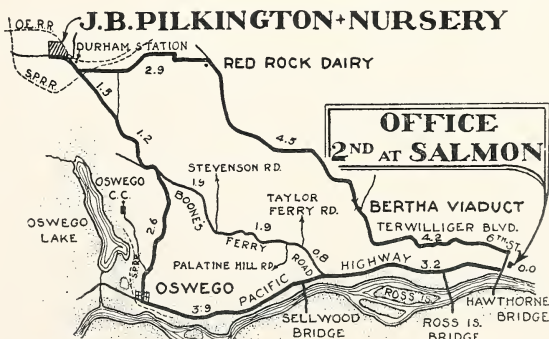 J.B. PILKINGTON + NURSERY
O.E.R.R.
DURHAM STATION
S.P.R.R.
2.9
RED ROCK DAIRY
1.5
1.2
4.5
OFFICE
2ND AT SALMON
STEVENSON RD.
1.9
BOONE'S
FERRY
1.9
ROAD
TAYLOR
FERRY RD.
0.8
BERTHA VIADUCT
TERWILLIGER BLVD.
4.2
6TH ST.
0.0
OSWEGO
C.C.
OSWEGO
LAKE
2.6
S.P.R.R.
PALATINE HILL RD.
OSWEGO
3.9
PACIFIC
HIGHWAY
3.2
ROSS IS.
HAWTHORNE
BRIDGE
SELLWOOD
BRIDGE
ROSS IS.
BRIDGE